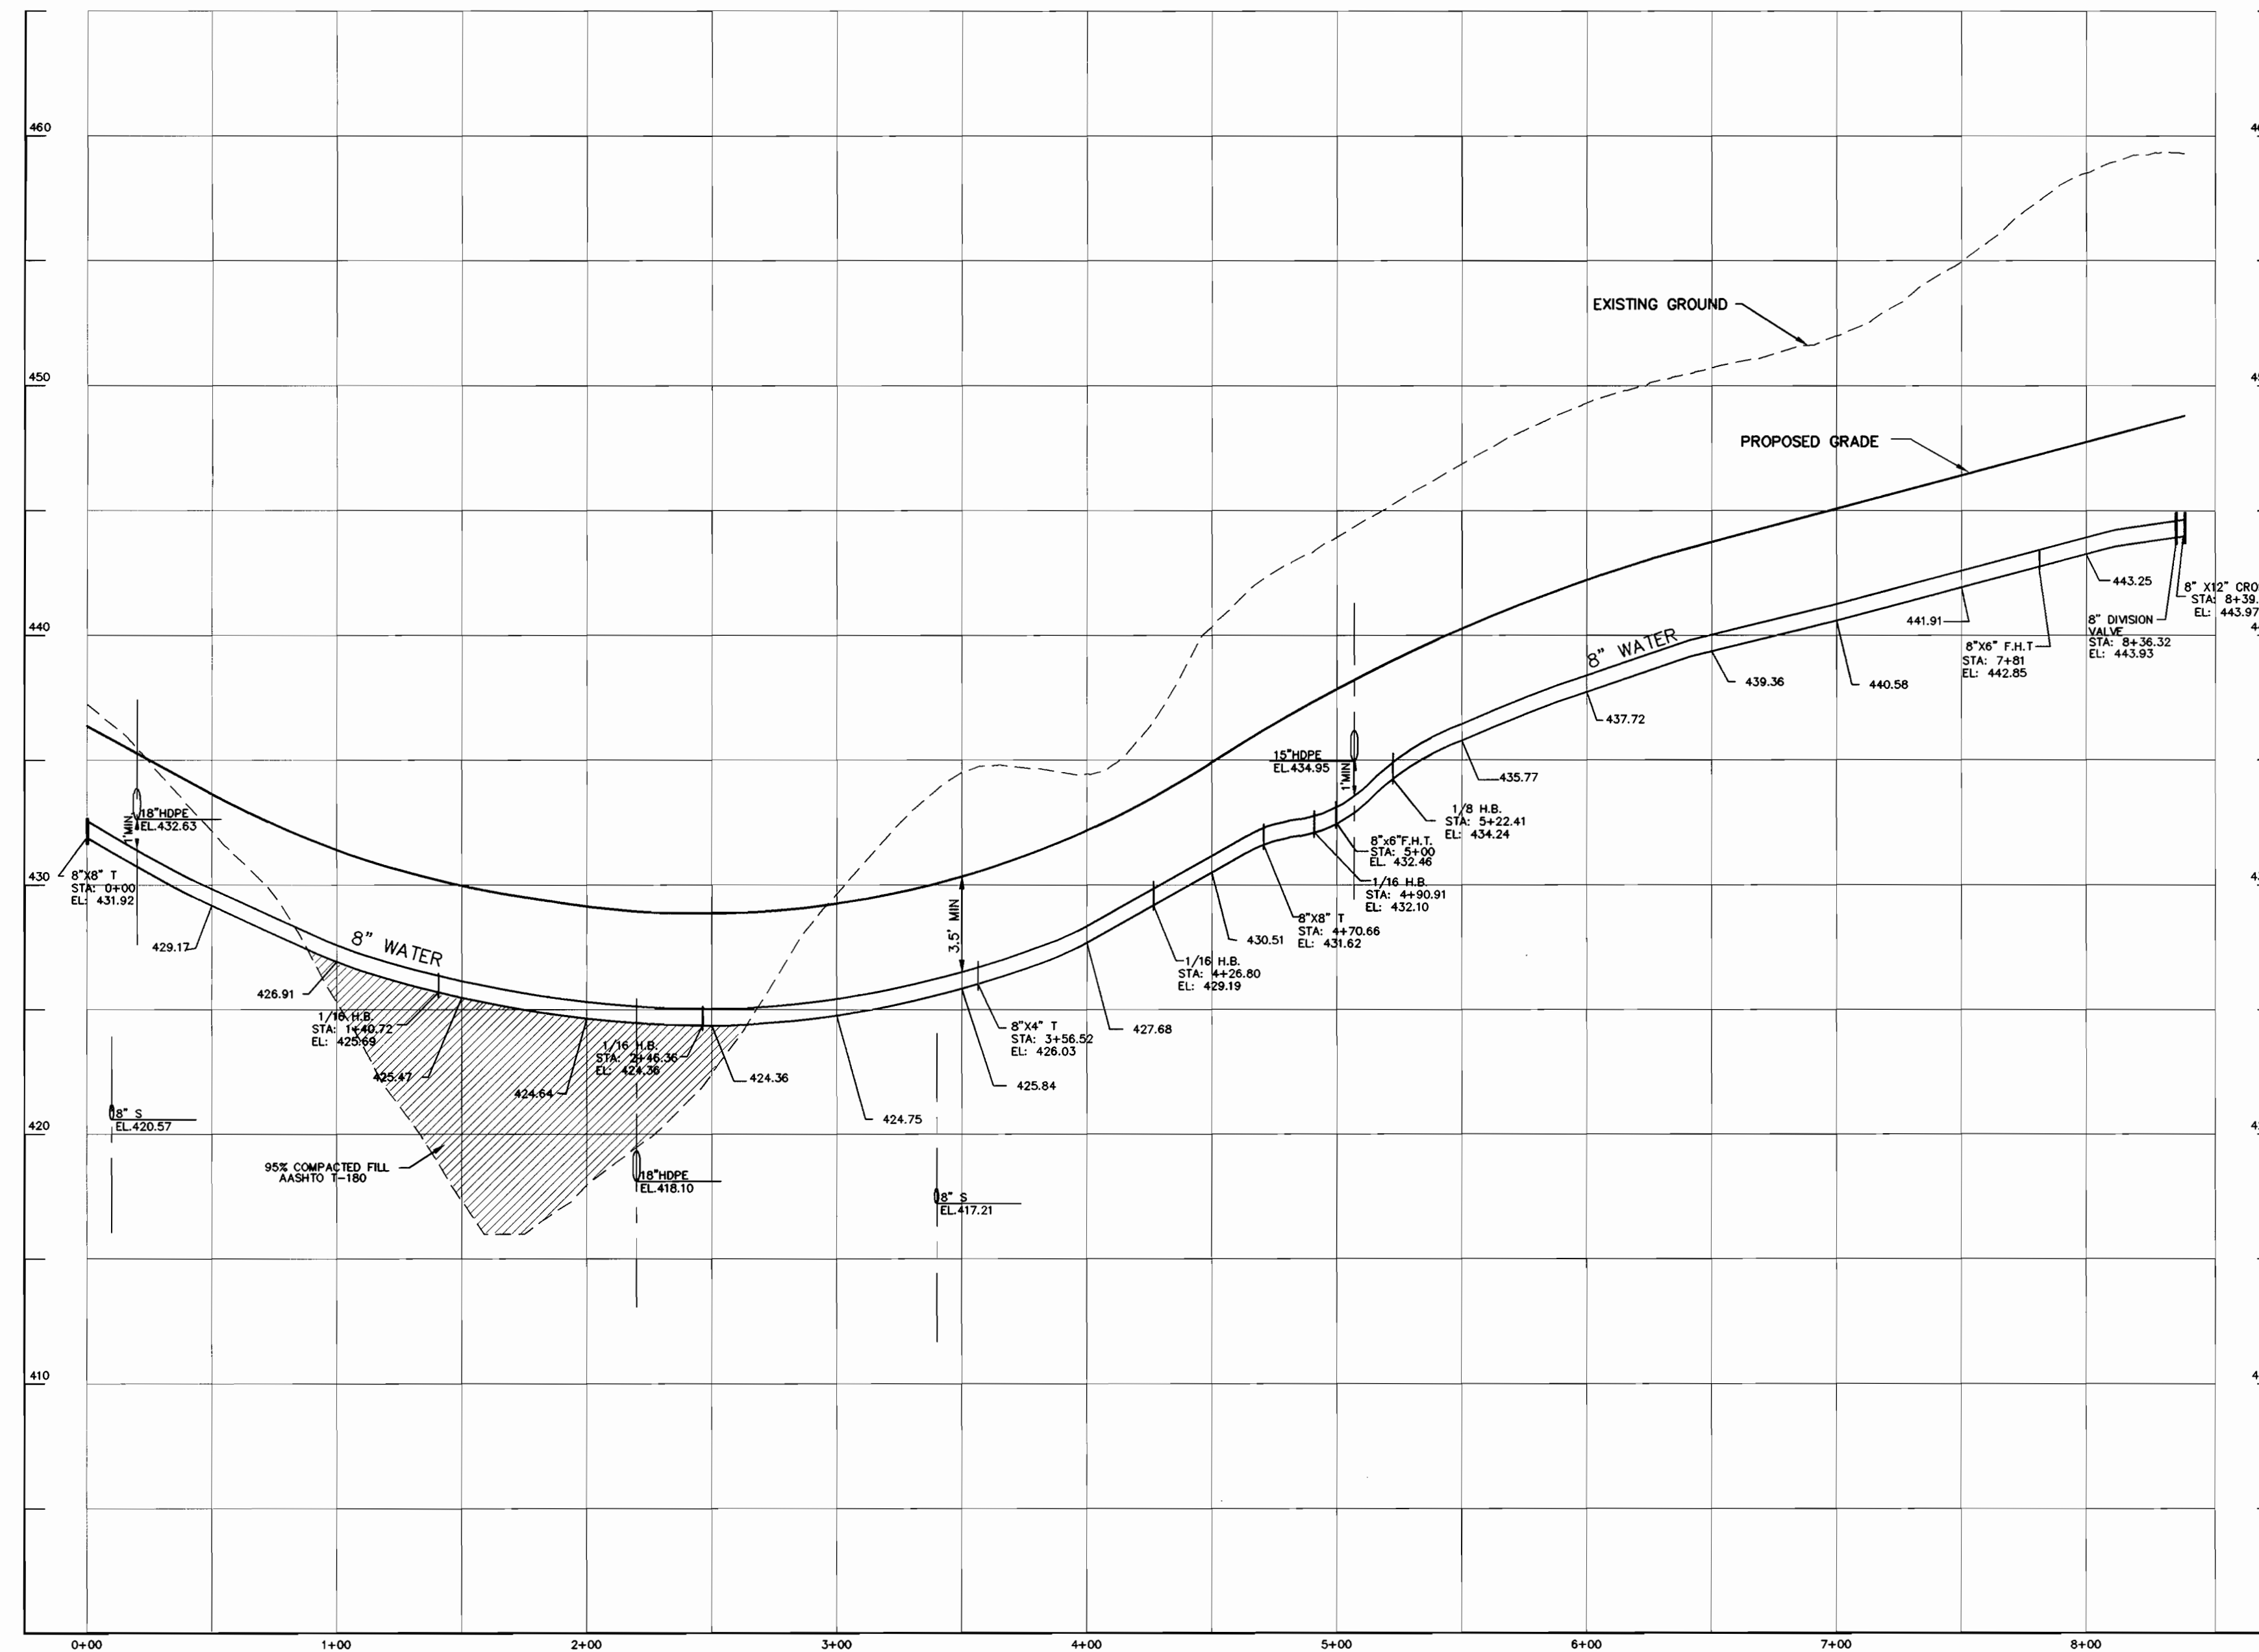 460
450
440
430
420
410
EXISTING GROUND
PROPOSED GRADE
8" WATER
8" WATER
18"HDPE
EL.432.63
1'MIN
8"X8" T
STA: 0+00
EL: 431.92
429.17
426.91
1/16 H.B.
STA: 1+40.72
EL: 425.69
425.47
424.64
1/16 H.B.
STA: 2+46.36
EL: 424.36
424.36
424.75
3.5' MIN
8"X4" T
STA: 3+56.52
EL: 426.03
425.84
427.68
1/16 H.B.
STA: 4+26.80
EL: 429.19
430.51
8"X8" T
STA: 4+70.66
EL: 431.62
1/16 H.B.
STA: 4+90.91
EL: 432.10
8"x6"F.H.T.
STA: 5+00
EL. 432.46
15"HDPE
EL.434.95
1'MIN
1/8 H.B.
STA: 5+22.41
EL: 434.24
435.77
437.72
439.36
440.58
441.91
8"X6" F.H.T
STA: 7+81
EL: 442.85
443.25
8" DIVISION
VALVE
STA: 8+36.32
EL: 443.93
8" X12" CRO
STA: 8+39.
EL: 443.97
8" S
EL.420.57
95% COMPACTED FILL
AASHTO T-180
18"HDPE
EL.418.10
8" S
EL.417.21
0+00
1+00
2+00
3+00
4+00
5+00
6+00
7+00
8+00